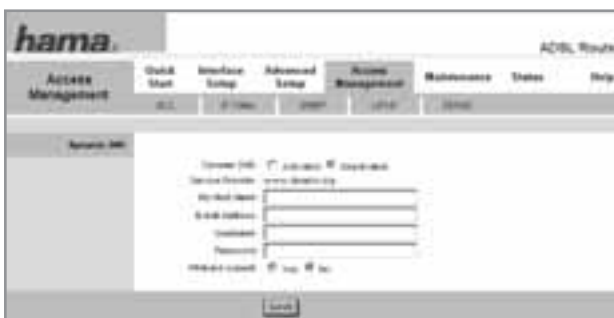 hama
ADSL Router
Access Management
Quick Start
Interface Setup
Advanced Setup
Access Management
Maintenance
Status
Help
ACL
IP Filter
SNMP
UPnP
DDNS
Dynamic DNS
Dynamic DNS : Activated Deactivated
Service Provider : www.dyndns.org
My Host Name :
E-mail Address :
Username :
Password :
Wildcard support : Yes No
SAVE